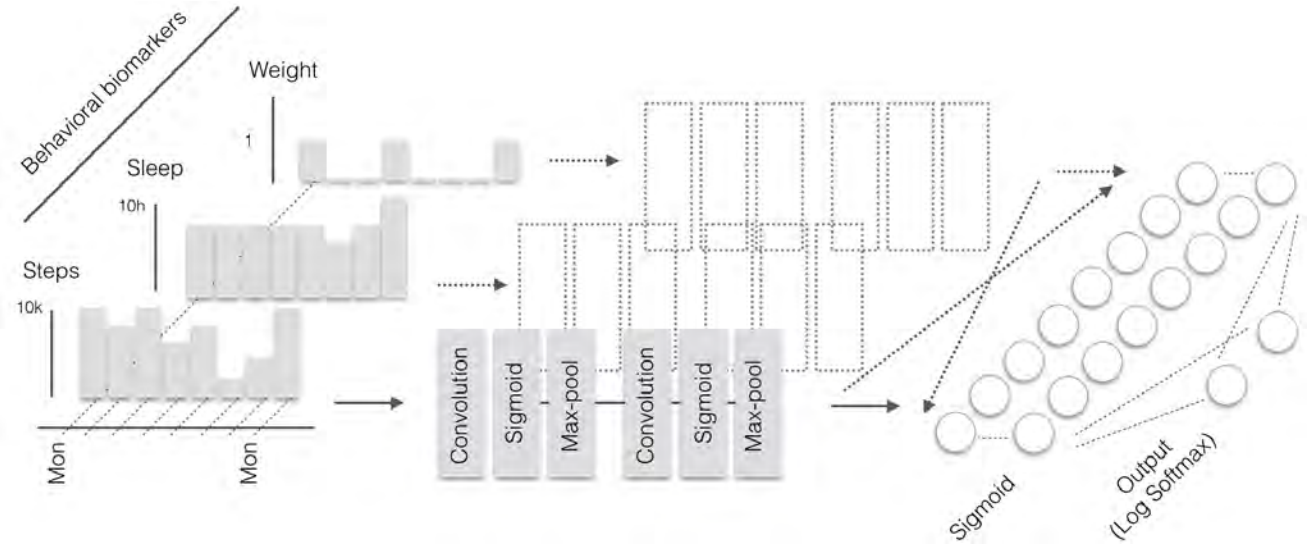 Behavioral biomarkers
Weight
1
Sleep
10h
Steps
10k
Mon
Mon
Convolution
Sigmoid
Max-pool
Convolution
Sigmoid
Max-pool
Sigmoid
Output
(Log Softmax)